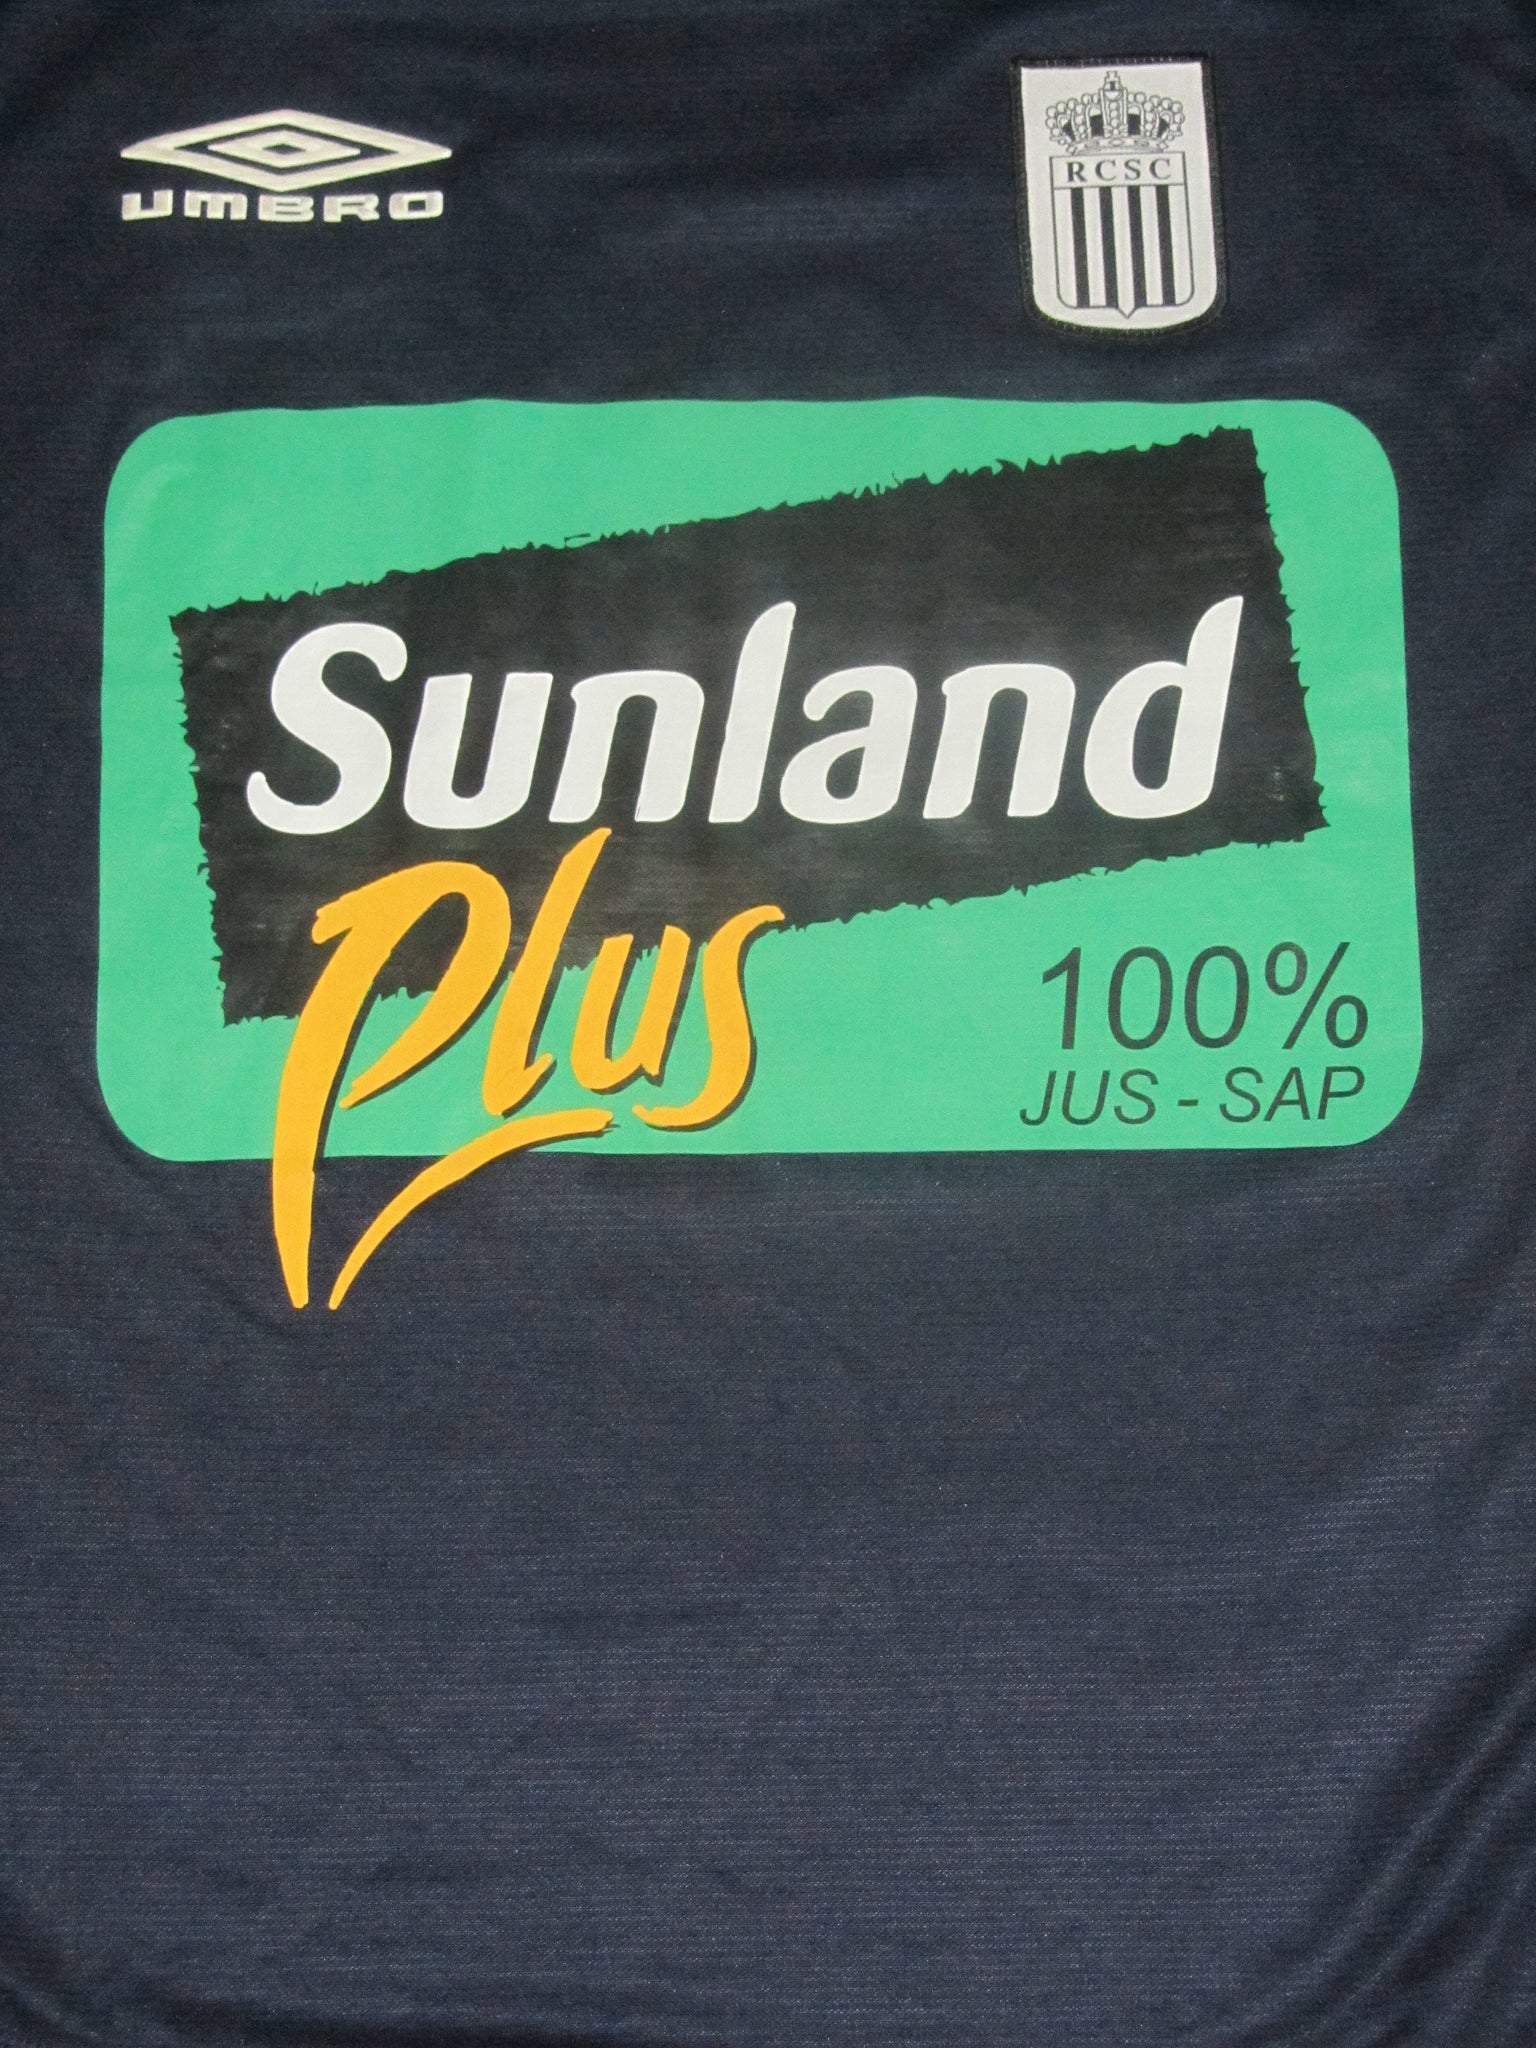 UMBRO
RCSC
Sunland
Plus
100%
JUS - SAP